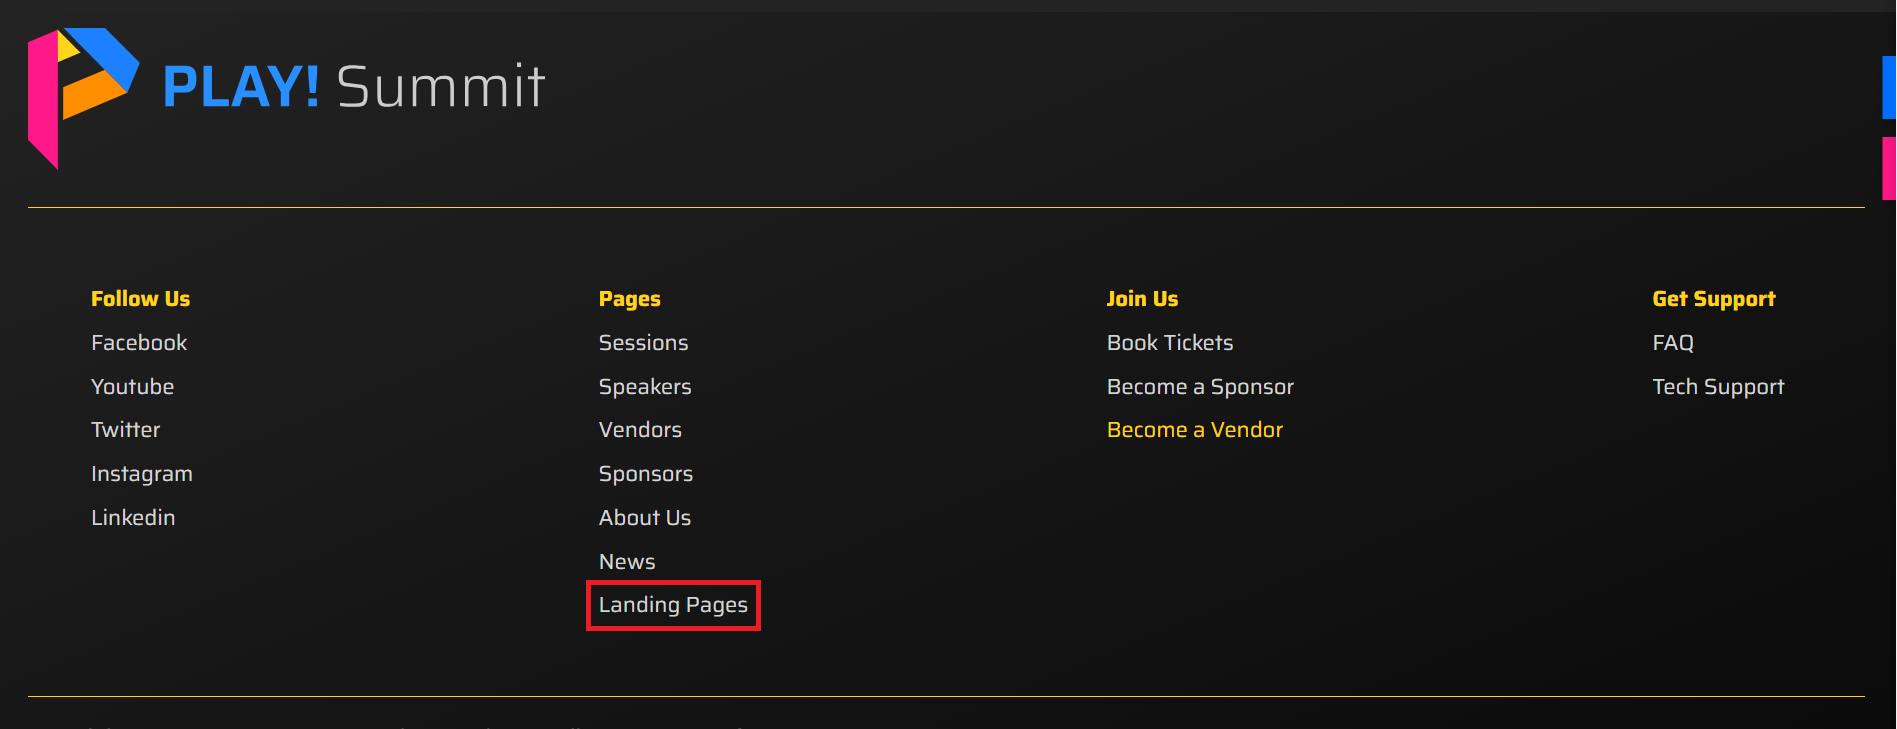 PLAY! Summit
Follow Us
Facebook
Youtube
Twitter
Instagram
Linkedin
Pages
Sessions
Speakers
Vendors
Sponsors
About Us
News
Landing Pages
Join Us
Book Tickets
Become a Sponsor
Become a Vendor
Get Support
FAQ
Tech Support